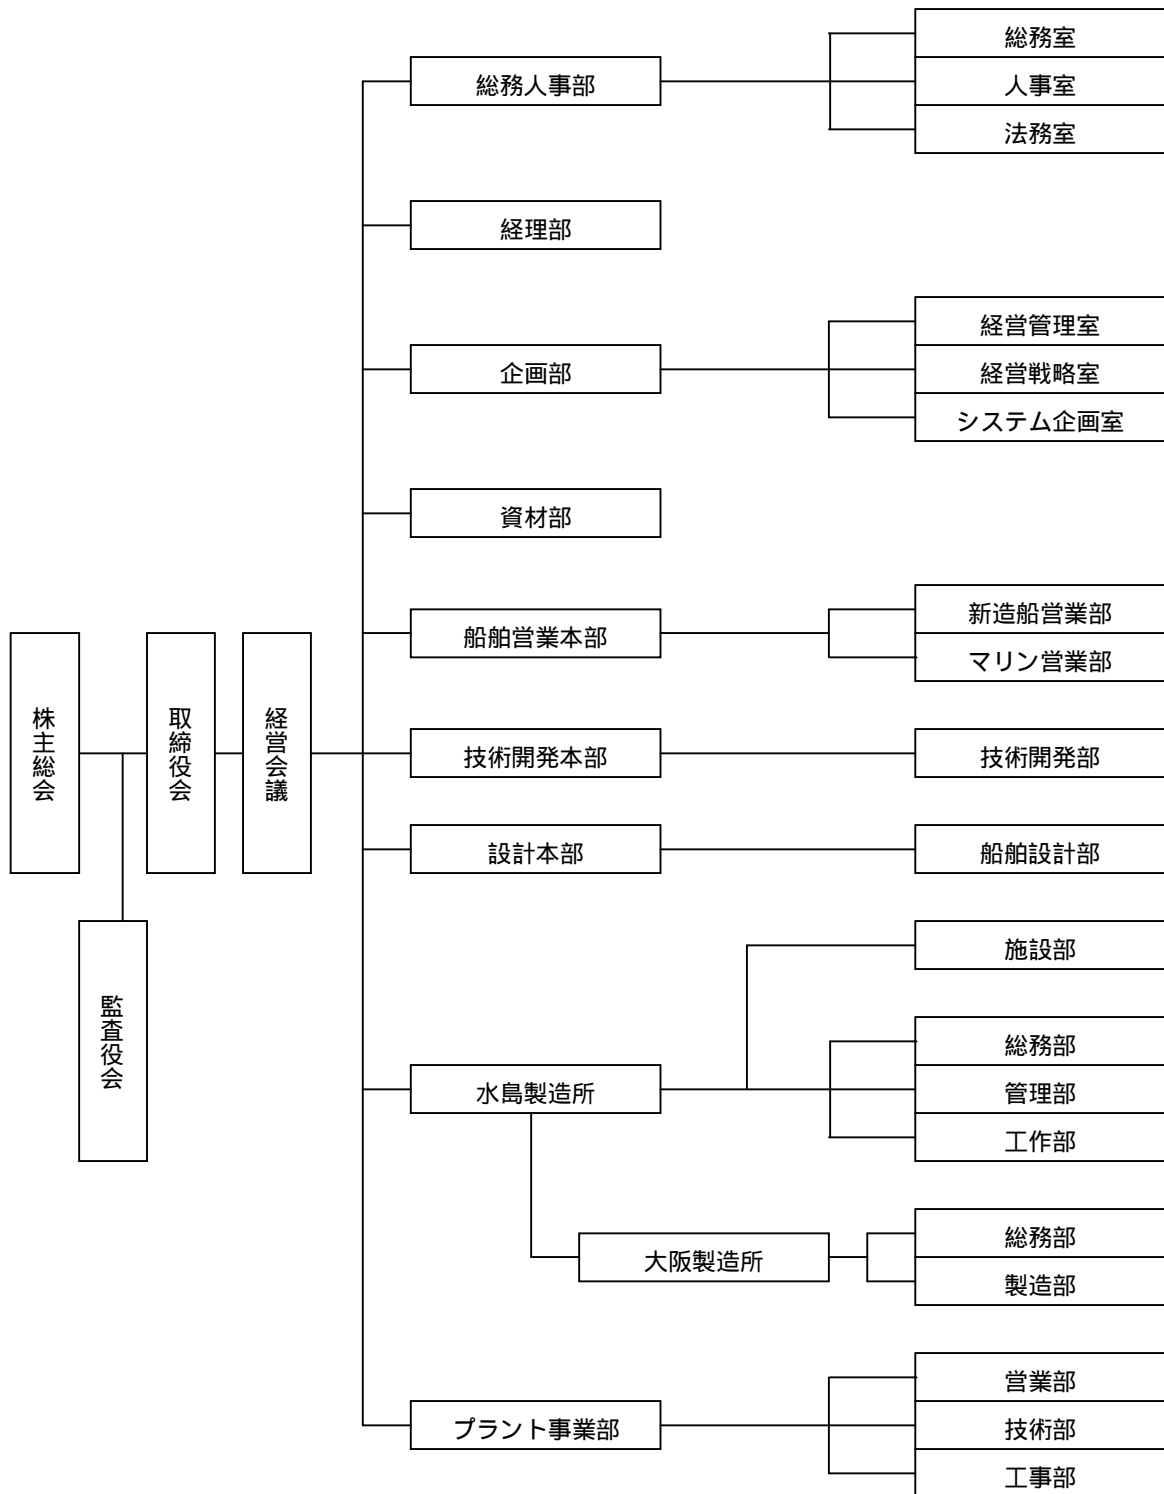 株主総会
監査役会
取締役会
経営会議
総務人事部
総務室
人事室
法務室
経理部
企画部
経営管理室
経営戦略室
システム企画室
資材部
船舶営業本部
新造船営業部
マリン営業部
技術開発本部
技術開発部
設計本部
船舶設計部
水島製造所
施設部
総務部
管理部
工作部
大阪製造所
総務部
製造部
プラント事業部
営業部
技術部
工事部